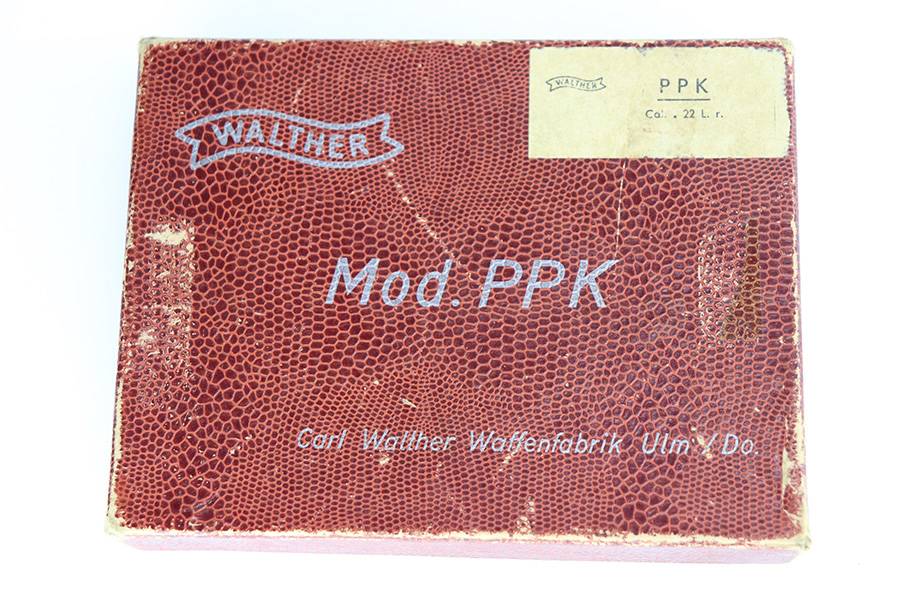 WALTHER
PPK
Cal. .22 L. r.
WALTHER
Mod. PPK
Carl Walther Waffenfabrik Ulm / Do.